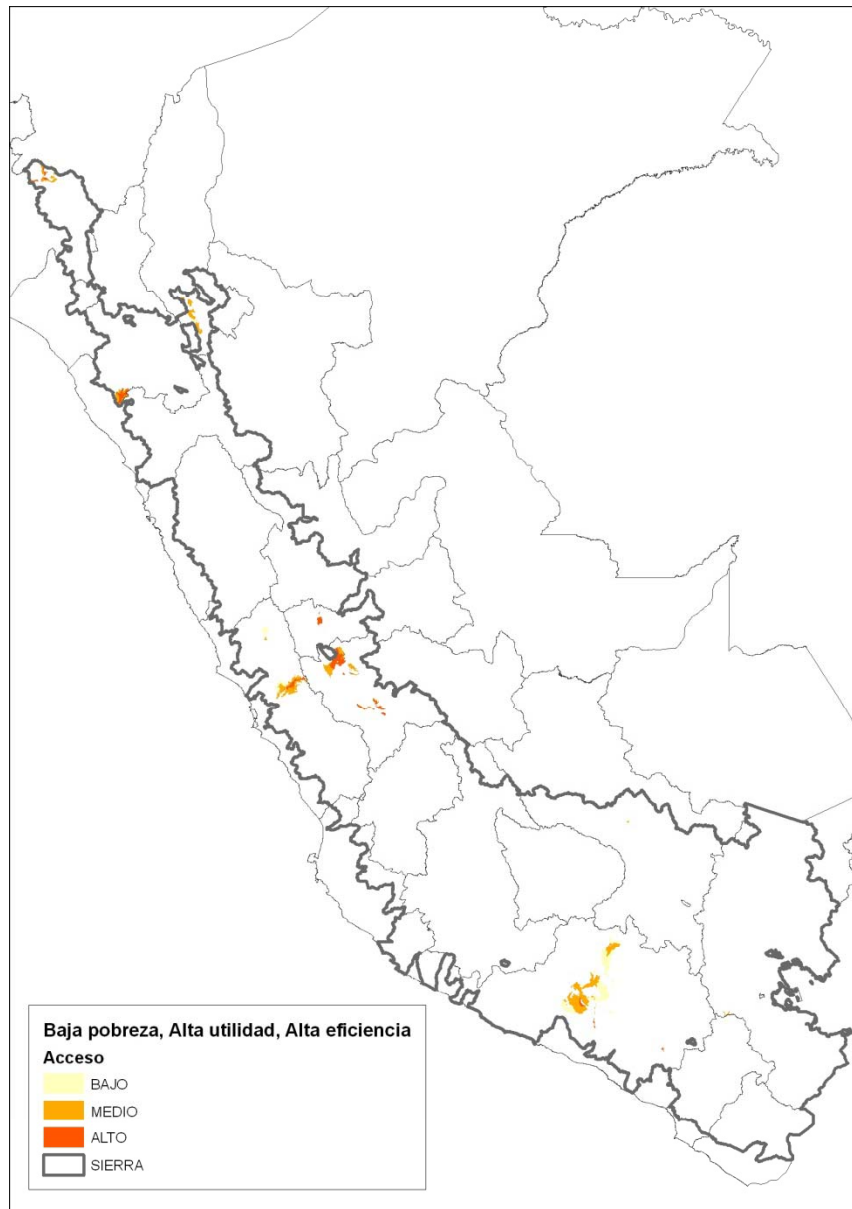 Baja pobreza, Alta utilidad, Alta eficiencia
Acceso
BAJO
MEDIO
ALTO
SIERRA